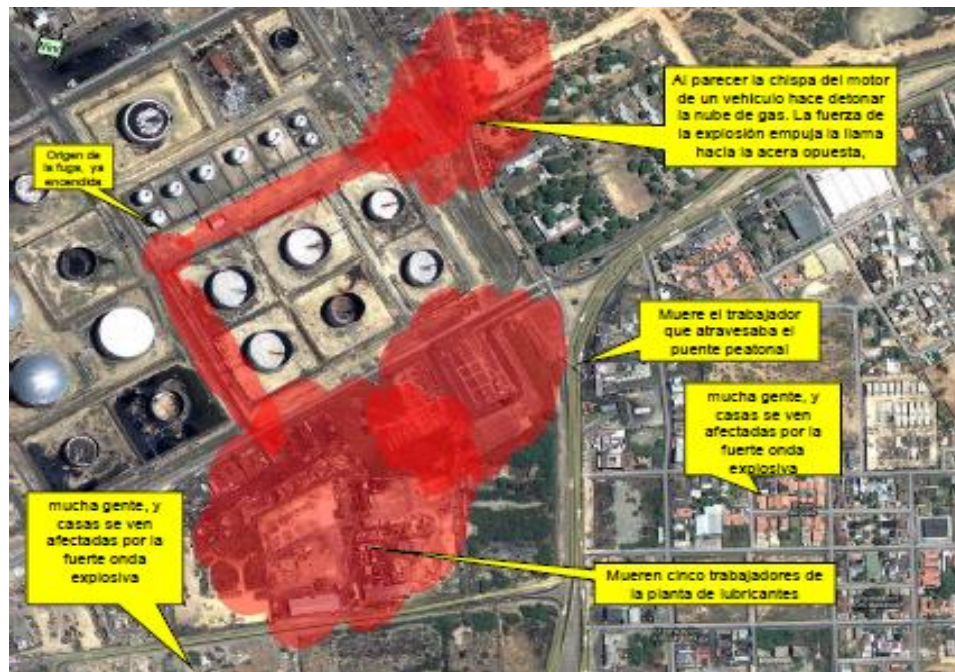 Al parecer la chispa del motor
de un vehículo hace detonar
la nube de gas. La fuerza de
la explosión empuja la llama
hacia la acera opuesta,
Origen de
la fuga, ya
encendida
Muere el trabajador
que atravesaba el
puente peatonal
mucha gente, y
casas se ven
afectadas por la
fuerte onda
explosiva
mucha gente, y
casas se ven
afectadas por la
fuerte onda
explosiva
Mueren cinco trabajadores de
la planta de lubricantes